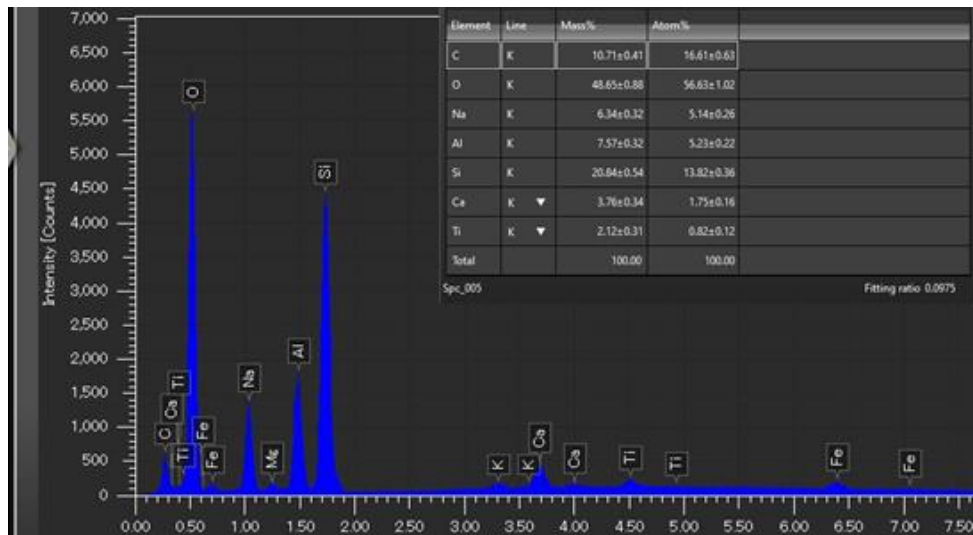 Element Line Mass% Atom%
C K 10.71±0.41 16.61±0.63
O K 48.65±0.88 56.63±1.02
Na K 6.34±0.32 5.14±0.26
Al K 7.57±0.32 5.23±0.22
Si K 20.84±0.54 13.82±0.36
Ca K ▼ 3.76±0.34 1.75±0.16
Ti K ▼ 2.12±0.31 0.82±0.12
Total 100.00 100.00
Spc_005 Fitting ratio 0.0975
Intensity [Counts]
7,000
6,500
6,000
5,500
5,000
4,500
4,000
3,500
3,000
2,500
2,000
1,500
1,000
500
0
C
Ca
Ti
Ti
O
Fe
Fe
Na
Mg
Al
Si
K
K
Ca
Ca
Ti
Ti
Fe
Fe
0.00 0.50 1.00 1.50 2.00 2.50 3.00 3.50 4.00 4.50 5.00 5.50 6.00 6.50 7.00 7.50